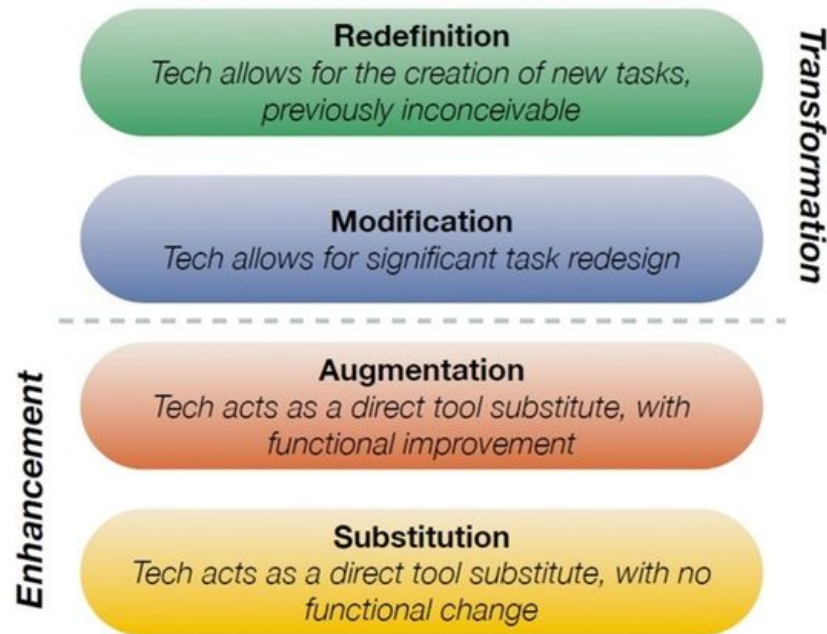 Redefinition
Tech allows for the creation of new tasks,
previously inconceivable
Modification
Tech allows for significant task redesign
Transformation
Augmentation
Tech acts as a direct tool substitute, with
functional improvement
Substitution
Tech acts as a direct tool substitute, with no
functional change
Enhancement